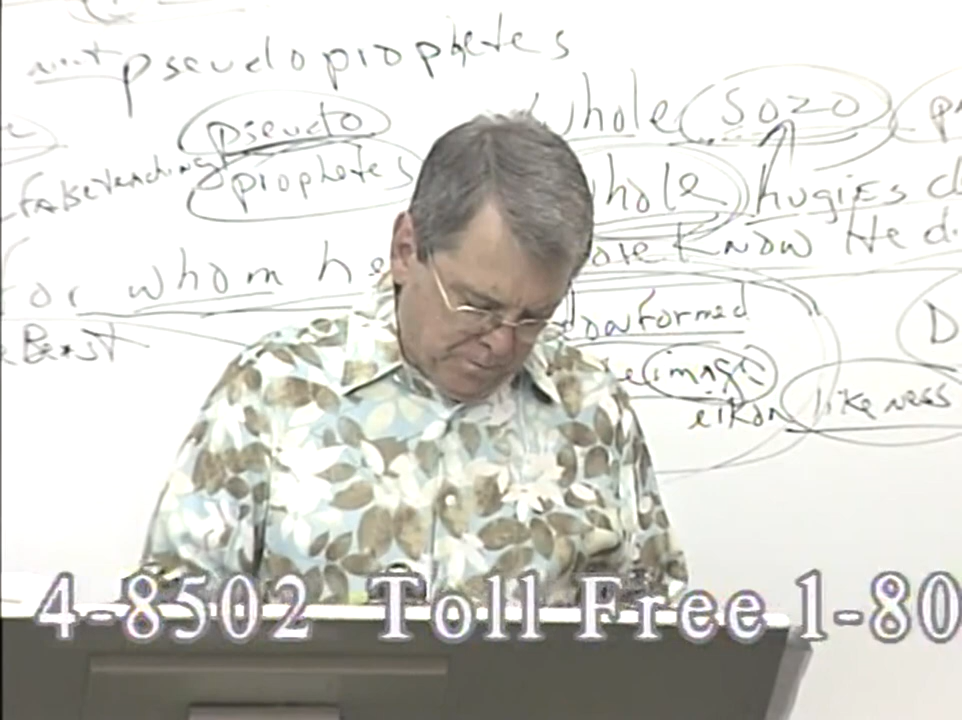 pseudoprophetes
whole sozo
pseudo
false teaching prophetes whole hugies
for whom he Know He
Beast conformed D
image
eikon likeness
4-8502 Toll Free 1-80